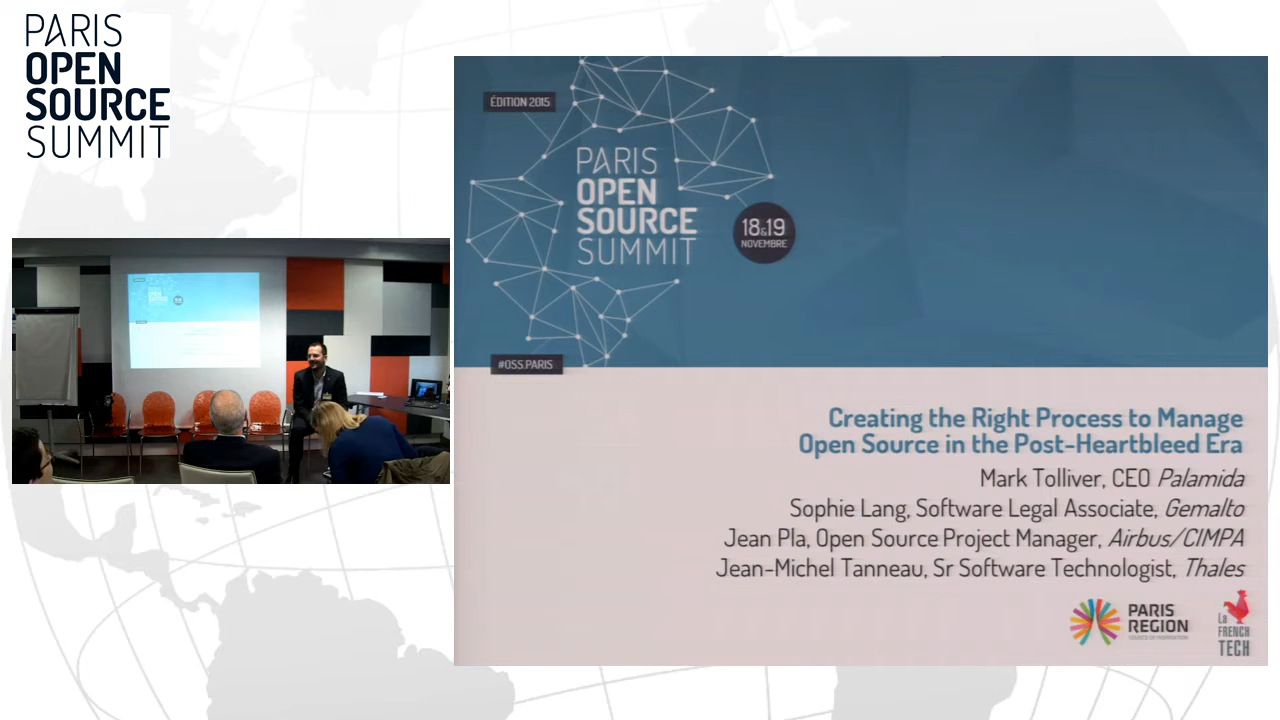 PARIS
OPEN
SOURCE
SUMMIT
ÉDITION 2015
PARIS
OPEN
SOURCE
SUMMIT
18&19
NOVEMBRE
#OSS.PARIS
Creating the Right Process to Manage
Open Source in the Post-Heartbleed Era
Mark Tolliver, CEO Palamida
Sophie Lang, Software Legal Associate, Gemalto
Jean Pla, Open Source Project Manager, Airbus/CIMPA
Jean-Michel Tanneau, Sr Software Technologist, Thales
PARIS
REGION
La
FRENCH
TECH